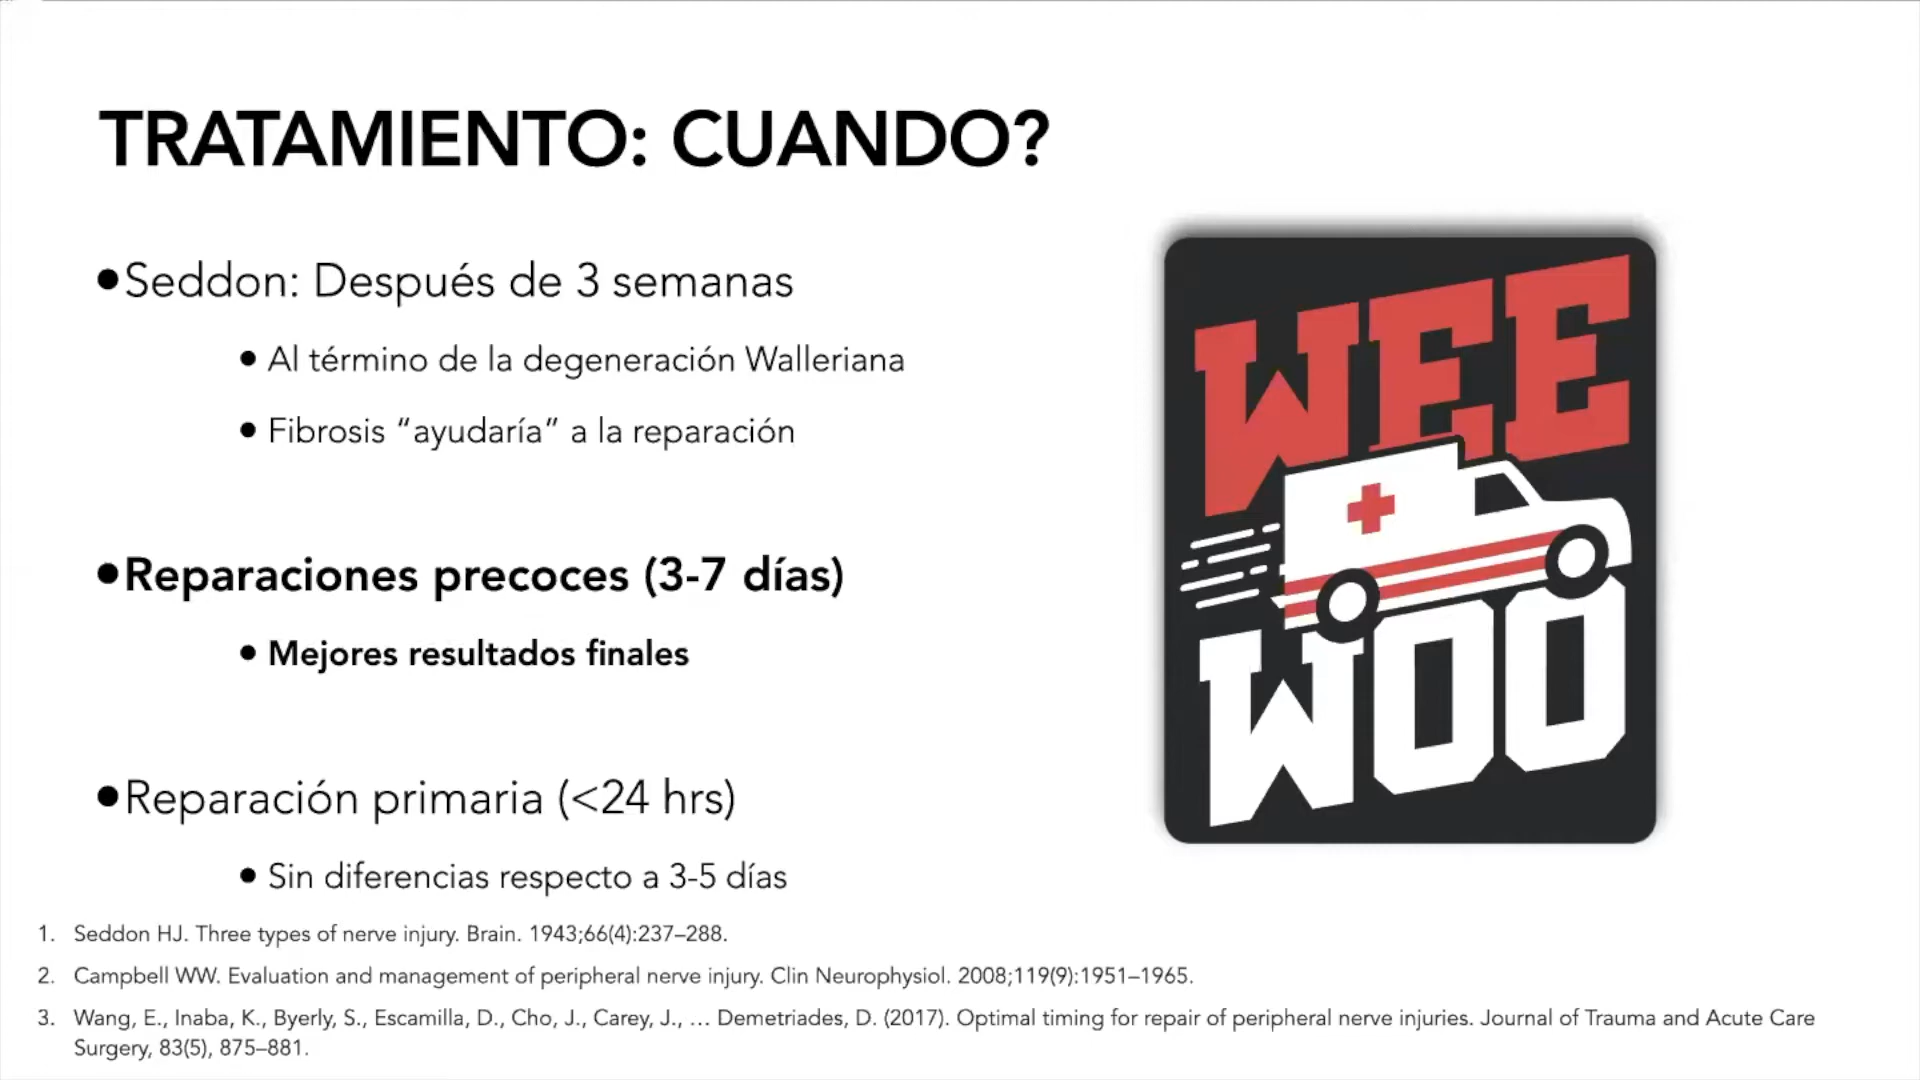 TRATAMIENTO: CUANDO?
•Seddon: Después de 3 semanas
• Al término de la degeneración Walleriana
• Fibrosis “ayudaría” a la reparación
•Reparaciones precoces (3-7 días)
• Mejores resultados finales
•Reparación primaria (<24 hrs)
• Sin diferencias respecto a 3-5 días
WEE
WOO
1. Seddon HJ. Three types of nerve injury. Brain. 1943;66(4):237–288.
2. Campbell WW. Evaluation and management of peripheral nerve injury. Clin Neurophysiol. 2008;119(9):1951–1965.
3. Wang, E., Inaba, K., Byerly, S., Escamilla, D., Cho, J., Carey, J., … Demetriades, D. (2017). Optimal timing for repair of peripheral nerve injuries. Journal of Trauma and Acute Care
Surgery, 83(5), 875–881.